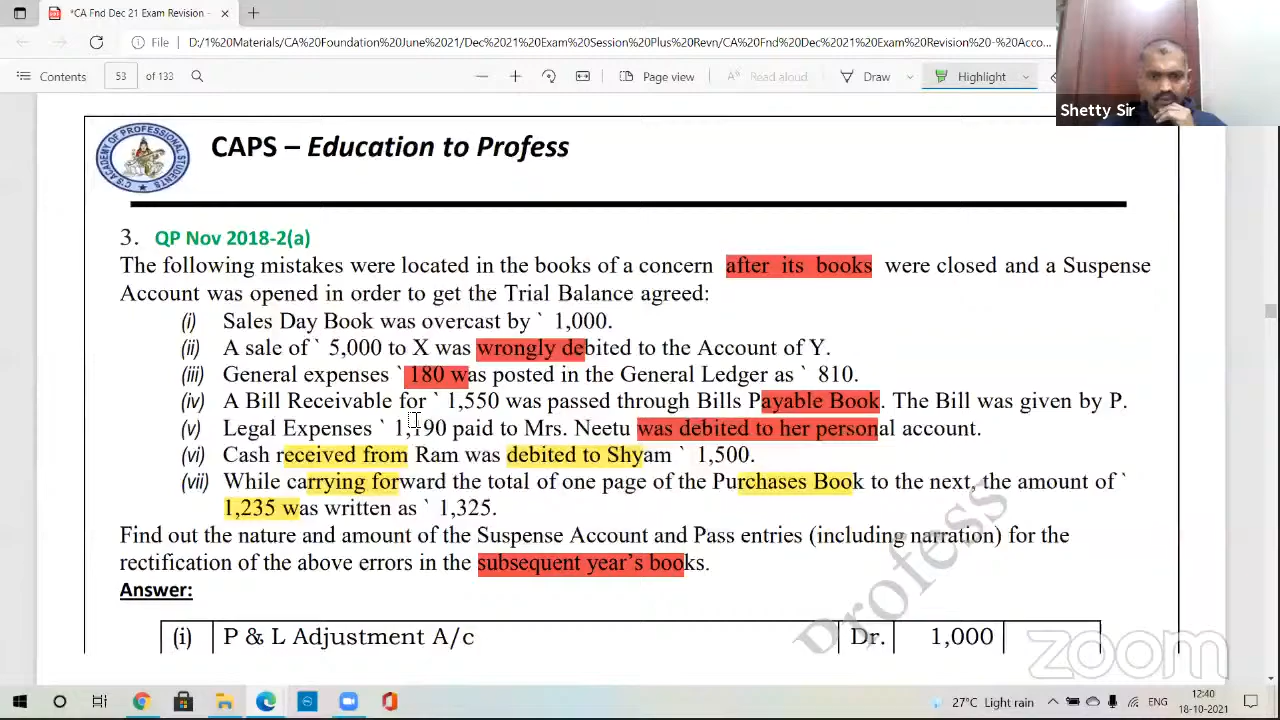 *CA Fnd Dec 21 Exam Revision -
File
D:/1%20Materials/CA%20Foundation%20June%2021/Dec%2021%20Exam%20Session%20Plus%20Revn/CA%20Fnd%20Dec%2021%20Exam%20Revision%20-%20Acco...
Contents 53 of 133 Page view Read aloud Draw Highlight
Shetty Sir
CAPS – Education to Profess
3. QP Nov 2018-2(a)
The following mistakes were located in the books of a concern after its books were closed and a Suspense
Account was opened in order to get the Trial Balance agreed:
(i) Sales Day Book was overcast by ` 1,000.
(ii) A sale of ` 5,000 to X was wrongly debited to the Account of Y.
(iii) General expenses ` 180 was posted in the General Ledger as ` 810.
(iv) A Bill Receivable for ` 1,550 was passed through Bills Payable Book. The Bill was given by P.
(v) Legal Expenses ` 1,190 paid to Mrs. Neetu was debited to her personal account.
(vi) Cash received from Ram was debited to Shyam ` 1,500.
(vii) While carrying forward the total of one page of the Purchases Book to the next, the amount of `
1,235 was written as ` 1,325.
Find out the nature and amount of the Suspense Account and Pass entries (including narration) for the
rectification of the above errors in the subsequent year's books.
Answer:
(i) P & L Adjustment A/c Dr. 1,000
Profess
zoom
27°C Light rain ENG 12:40
18-10-2021